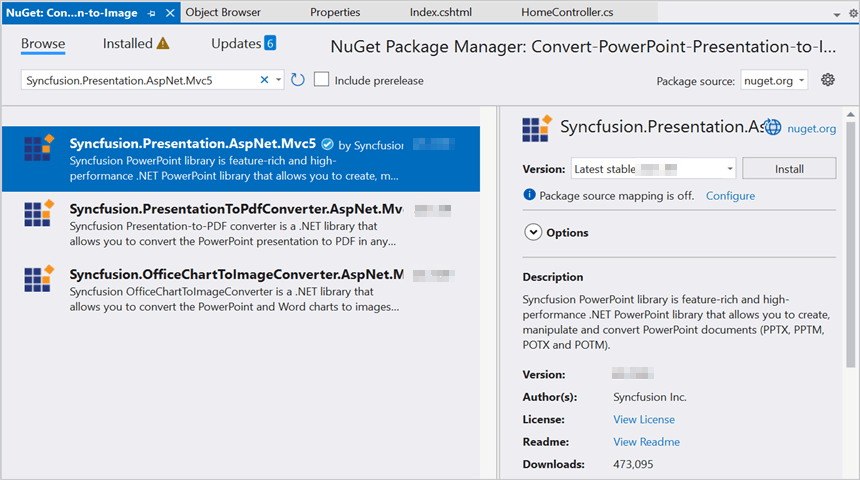 NuGet: Con...n-to-Image
Object Browser
Properties
Index.cshtml
HomeController.cs
Browse
Installed
Updates 6
NuGet Package Manager: Convert-PowerPoint-Presentation-to-I...
Syncfusion.Presentation.AspNet.Mvc5
Include prerelease
Package source: nuget.org
Syncfusion.Presentation.AspNet.Mvc5 by Syncfusion
Syncfusion PowerPoint library is feature-rich and high-
performance .NET PowerPoint library that allows you to create, m...
Syncfusion.PresentationToPdfConverter.AspNet.Mv
Syncfusion Presentation-to-PDF converter is a .NET library that
allows you to convert the PowerPoint presentation to PDF in any...
Syncfusion.OfficeChartToImageConverter.AspNet.M
Syncfusion OfficeChartToImageConverter is a .NET library that
allows you to convert the PowerPoint and Word charts to images...
Syncfusion.Presentation.As
nuget.org
Version: Latest stable
Install
Package source mapping is off. Configure
Options
Description
Syncfusion PowerPoint library is feature-rich and high-
performance .NET PowerPoint library that allows you to create,
manipulate and convert PowerPoint documents (PPTX, PPTM,
POTX and POTM).
Version:
Author(s): Syncfusion Inc.
License: View License
Readme: View Readme
Downloads: 473,095